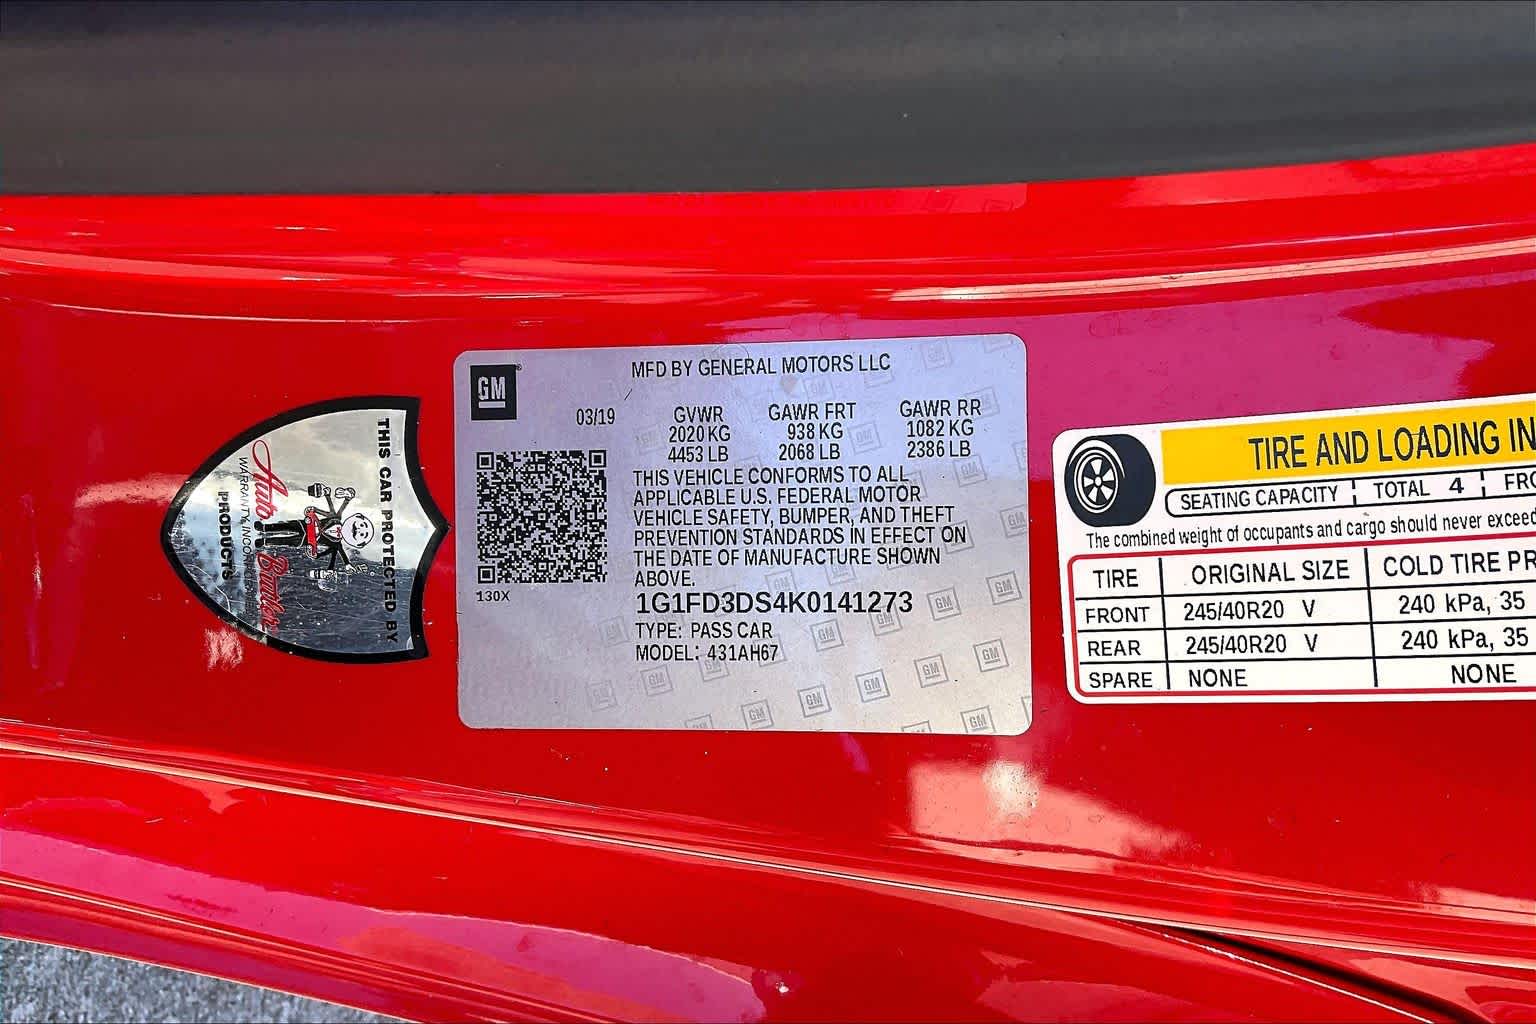 THIS CAR PROTECTED BY
Auto Butler
WARRANTY INCORPORATED
PRODUCTS
GM
MFD BY GENERAL MOTORS LLC
03/19 GVWR GAWR FRT GAWR RR
2020 KG 938 KG 1082 KG
4453 LB 2068 LB 2386 LB
THIS VEHICLE CONFORMS TO ALL
APPLICABLE U.S. FEDERAL MOTOR
VEHICLE SAFETY, BUMPER, AND THEFT
PREVENTION STANDARDS IN EFFECT ON
THE DATE OF MANUFACTURE SHOWN
ABOVE.
130X
1G1FD3DS4K0141273
TYPE: PASS CAR
MODEL: 431AH67
TIRE AND LOADING IN
SEATING CAPACITY TOTAL 4 FRO
The combined weight of occupants and cargo should never exceed
TIRE ORIGINAL SIZE COLD TIRE PR
FRONT 245/40R20 V 240 kPa, 35
REAR 245/40R20 V 240 kPa, 35
SPARE NONE NONE